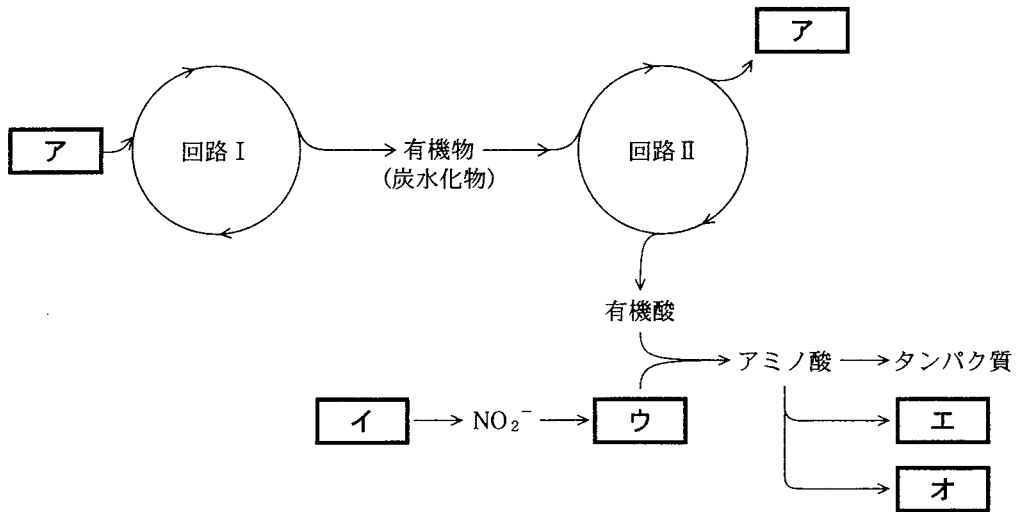 ア
ア
回路Ⅰ
有機物
(炭水化物)
回路Ⅱ
有機酸
アミノ酸
タンパク質
イ
NO₂⁻
ウ
エ
オ